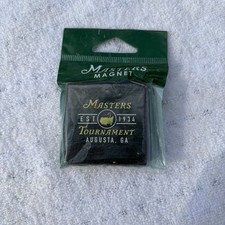 MASTERS
MAGNET
MASTERS
EST 1934
TOURNAMENT
AUGUSTA, GA